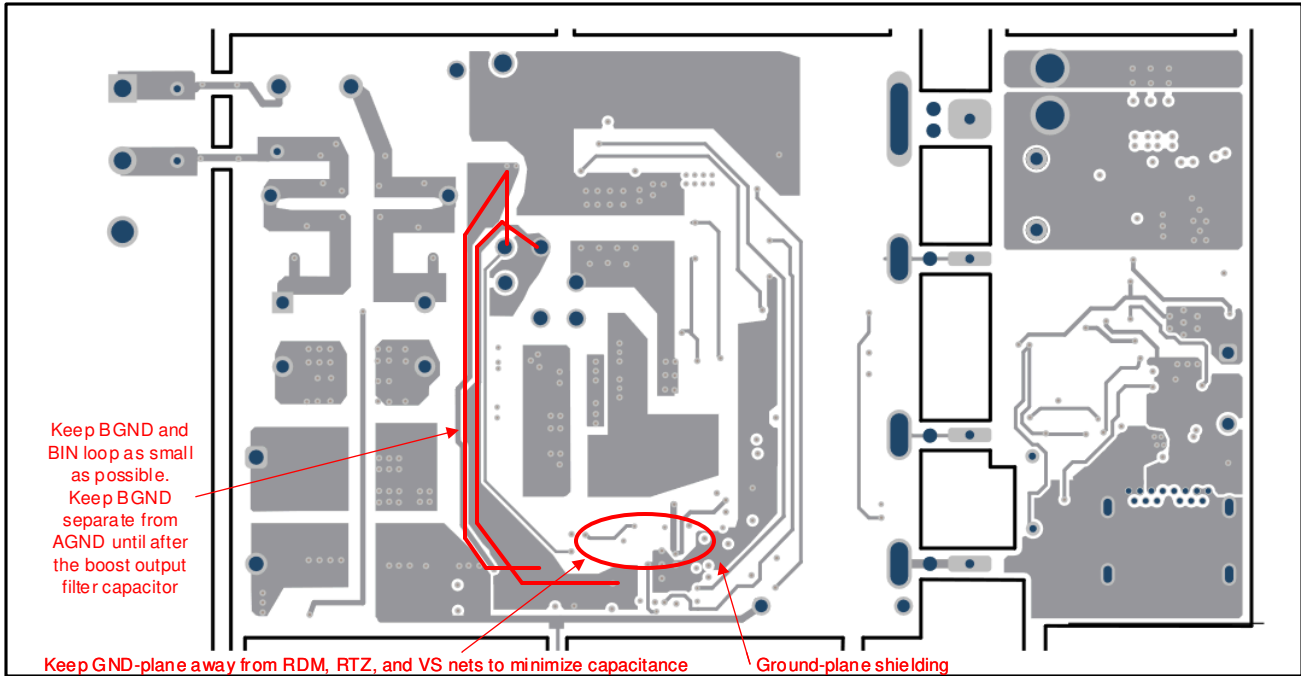 Keep BGND and
BIN loop as small
as possible.
Keep BGND
separate from
AGND until after
the boost output
filter capacitor
Keep GND-plane away from RDM, RTZ, and VS nets to minimize capacitance
Ground-plane shielding